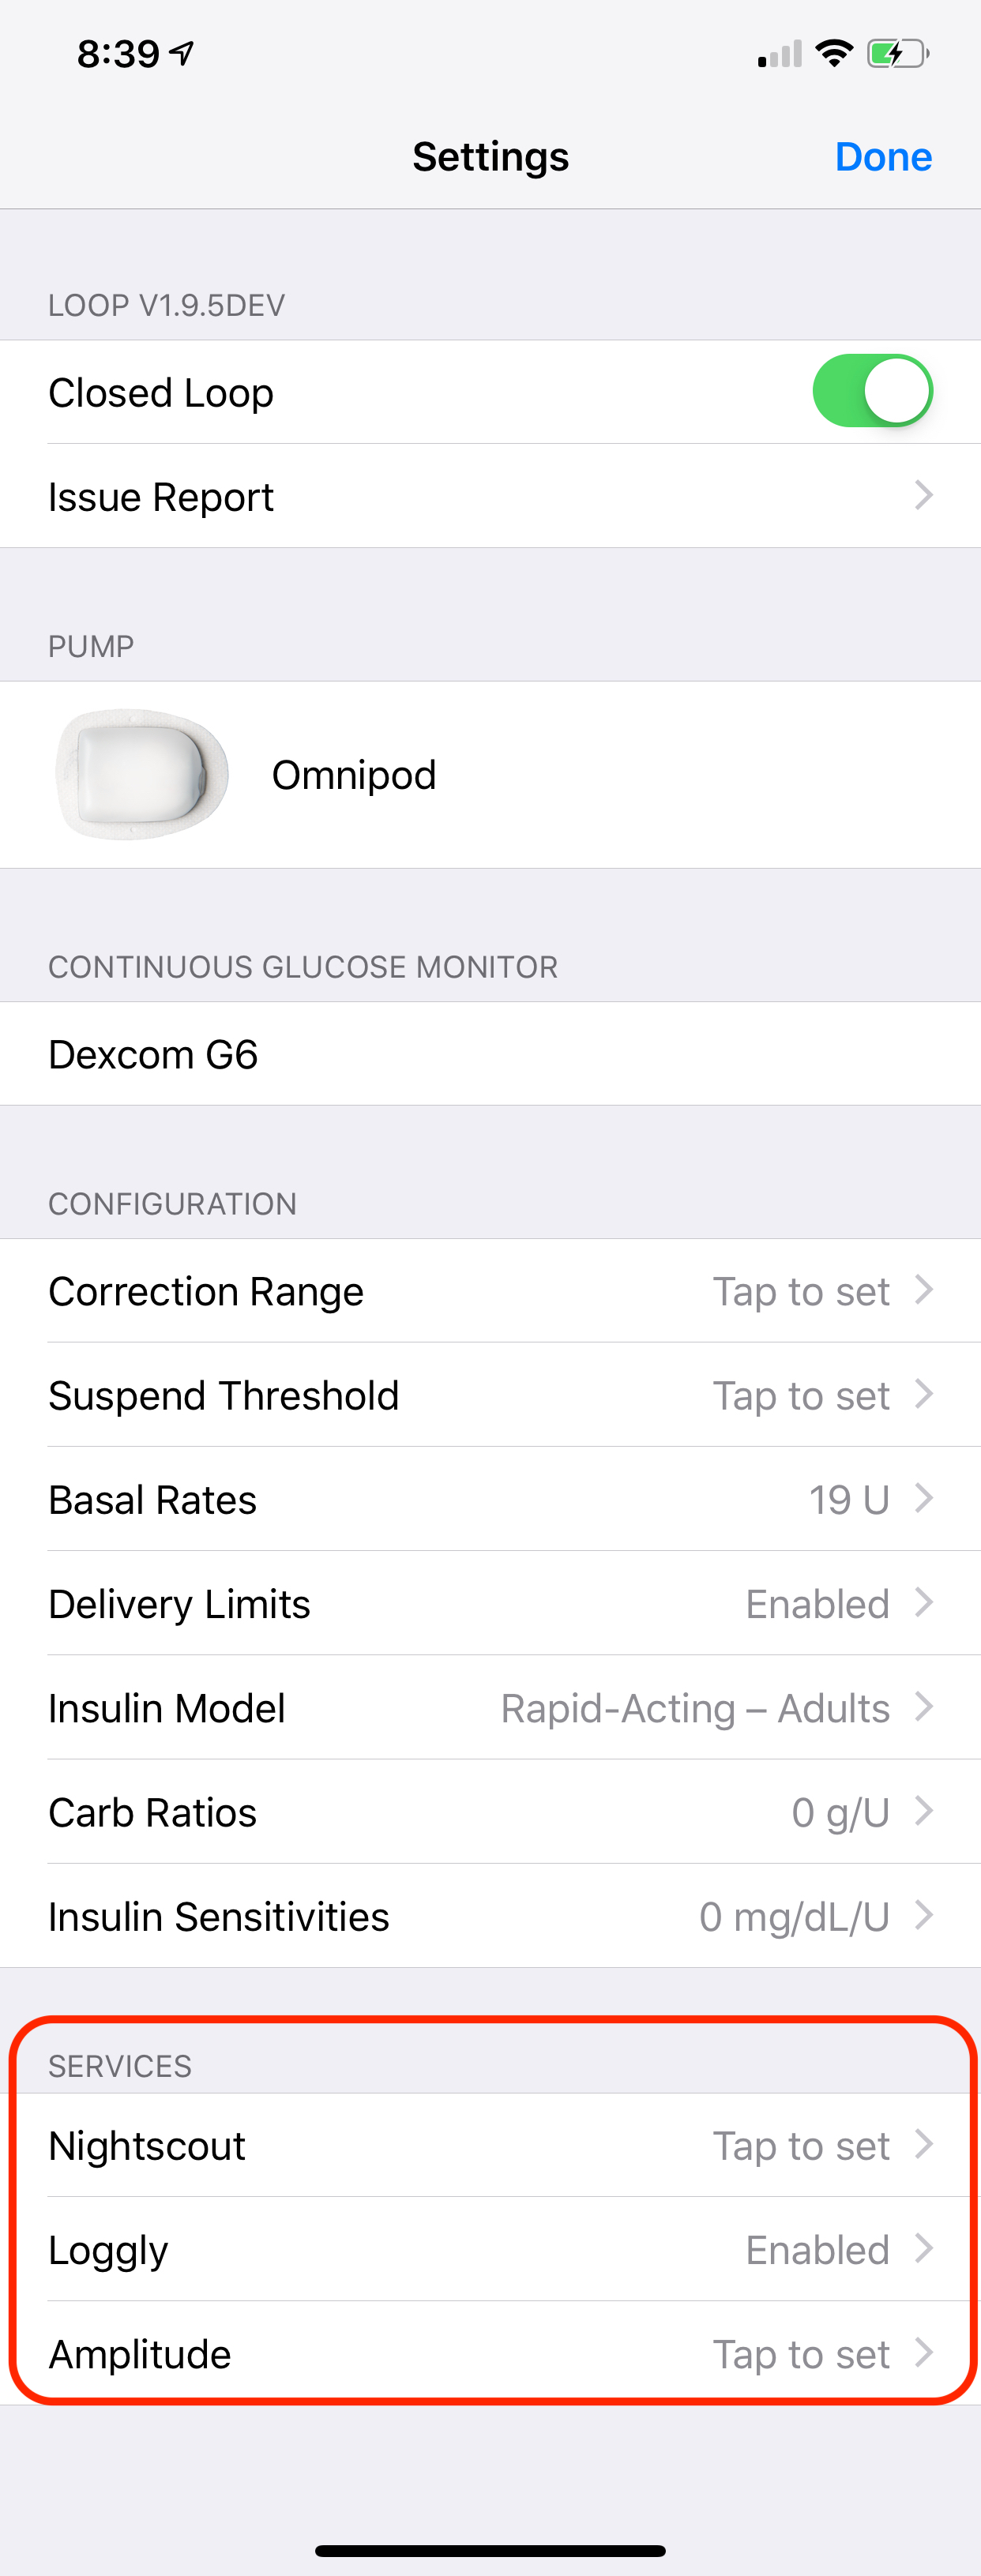 8:39
Settings Done
LOOP V1.9.5DEV
Closed Loop
Issue Report
PUMP
Omnipod
CONTINUOUS GLUCOSE MONITOR
Dexcom G6
CONFIGURATION
Correction Range Tap to set
Suspend Threshold Tap to set
Basal Rates 19 U
Delivery Limits Enabled
Insulin Model Rapid-Acting – Adults
Carb Ratios 0 g/U
Insulin Sensitivities 0 mg/dL/U
SERVICES
Nightscout Tap to set
Loggly Enabled
Amplitude Tap to set